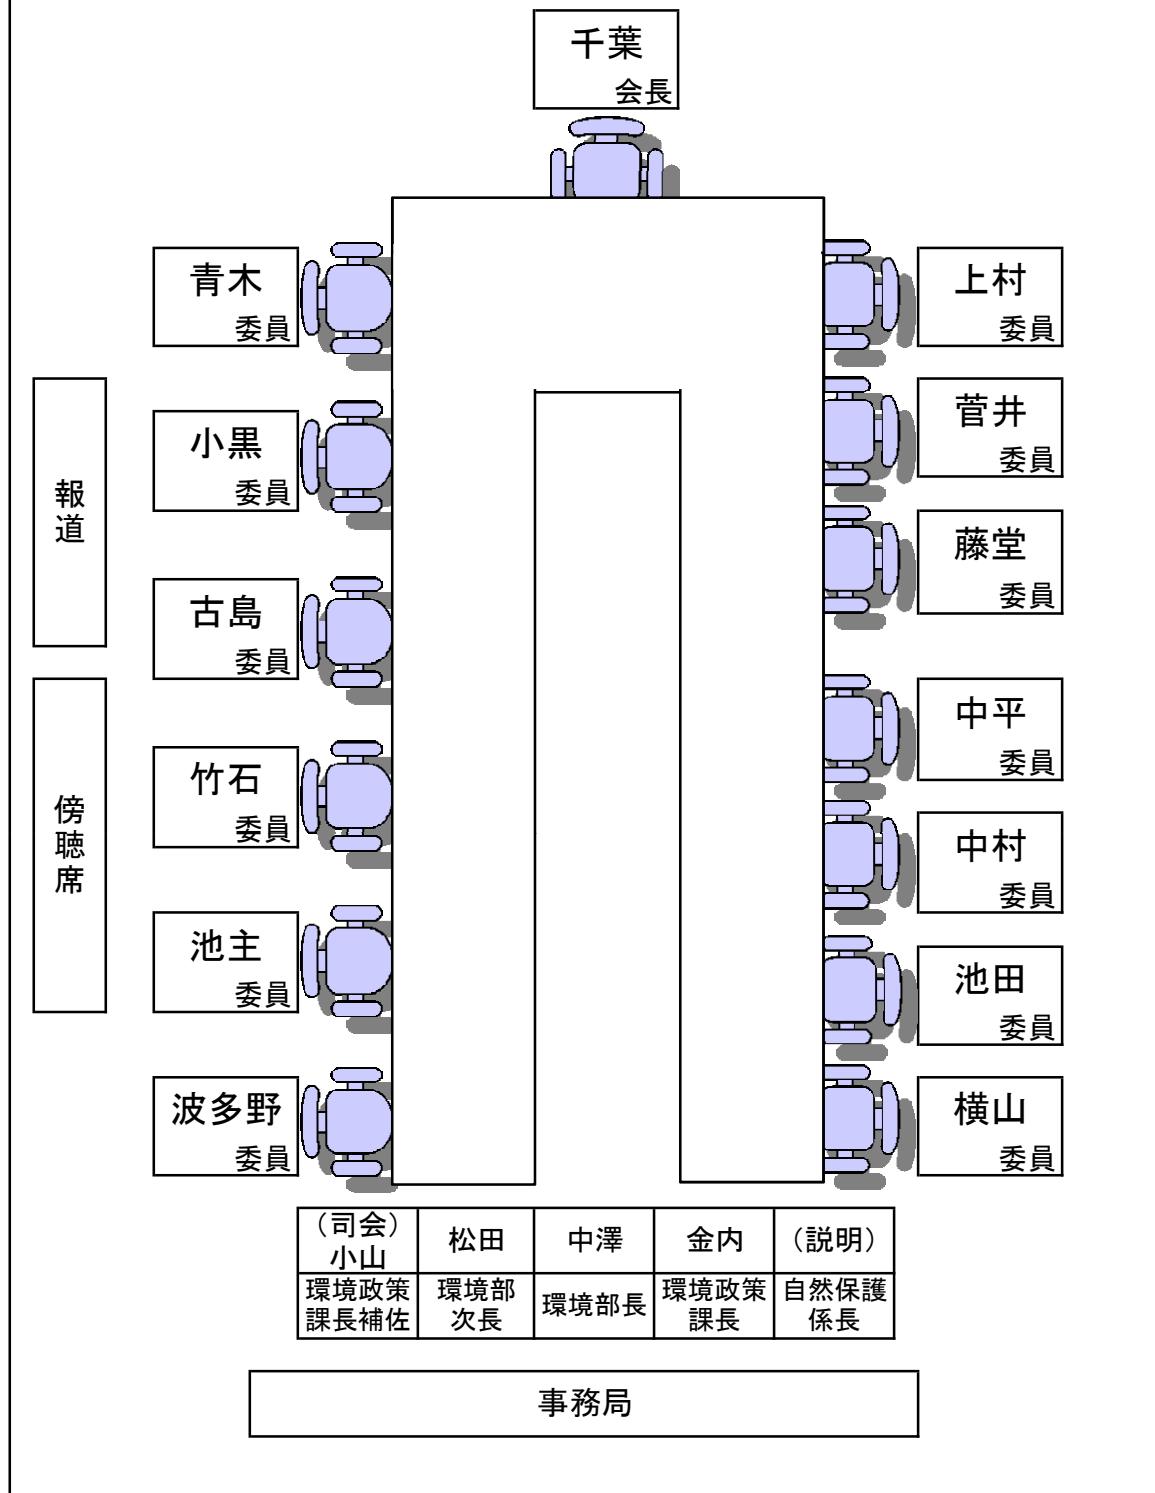 千葉
会長
青木
委員
上村
委員
小黒
委員
菅井
委員
古島
委員
藤堂
委員
竹石
委員
中平
委員
池主
委員
中村
委員
波多野
委員
池田
委員
横山
委員
報道
傍聴席
（司会）
小山
松田
中澤
金内
（説明）
環境政策
課長補佐
環境部
次長
環境部長
環境政策
課長
自然保護
係長
事務局